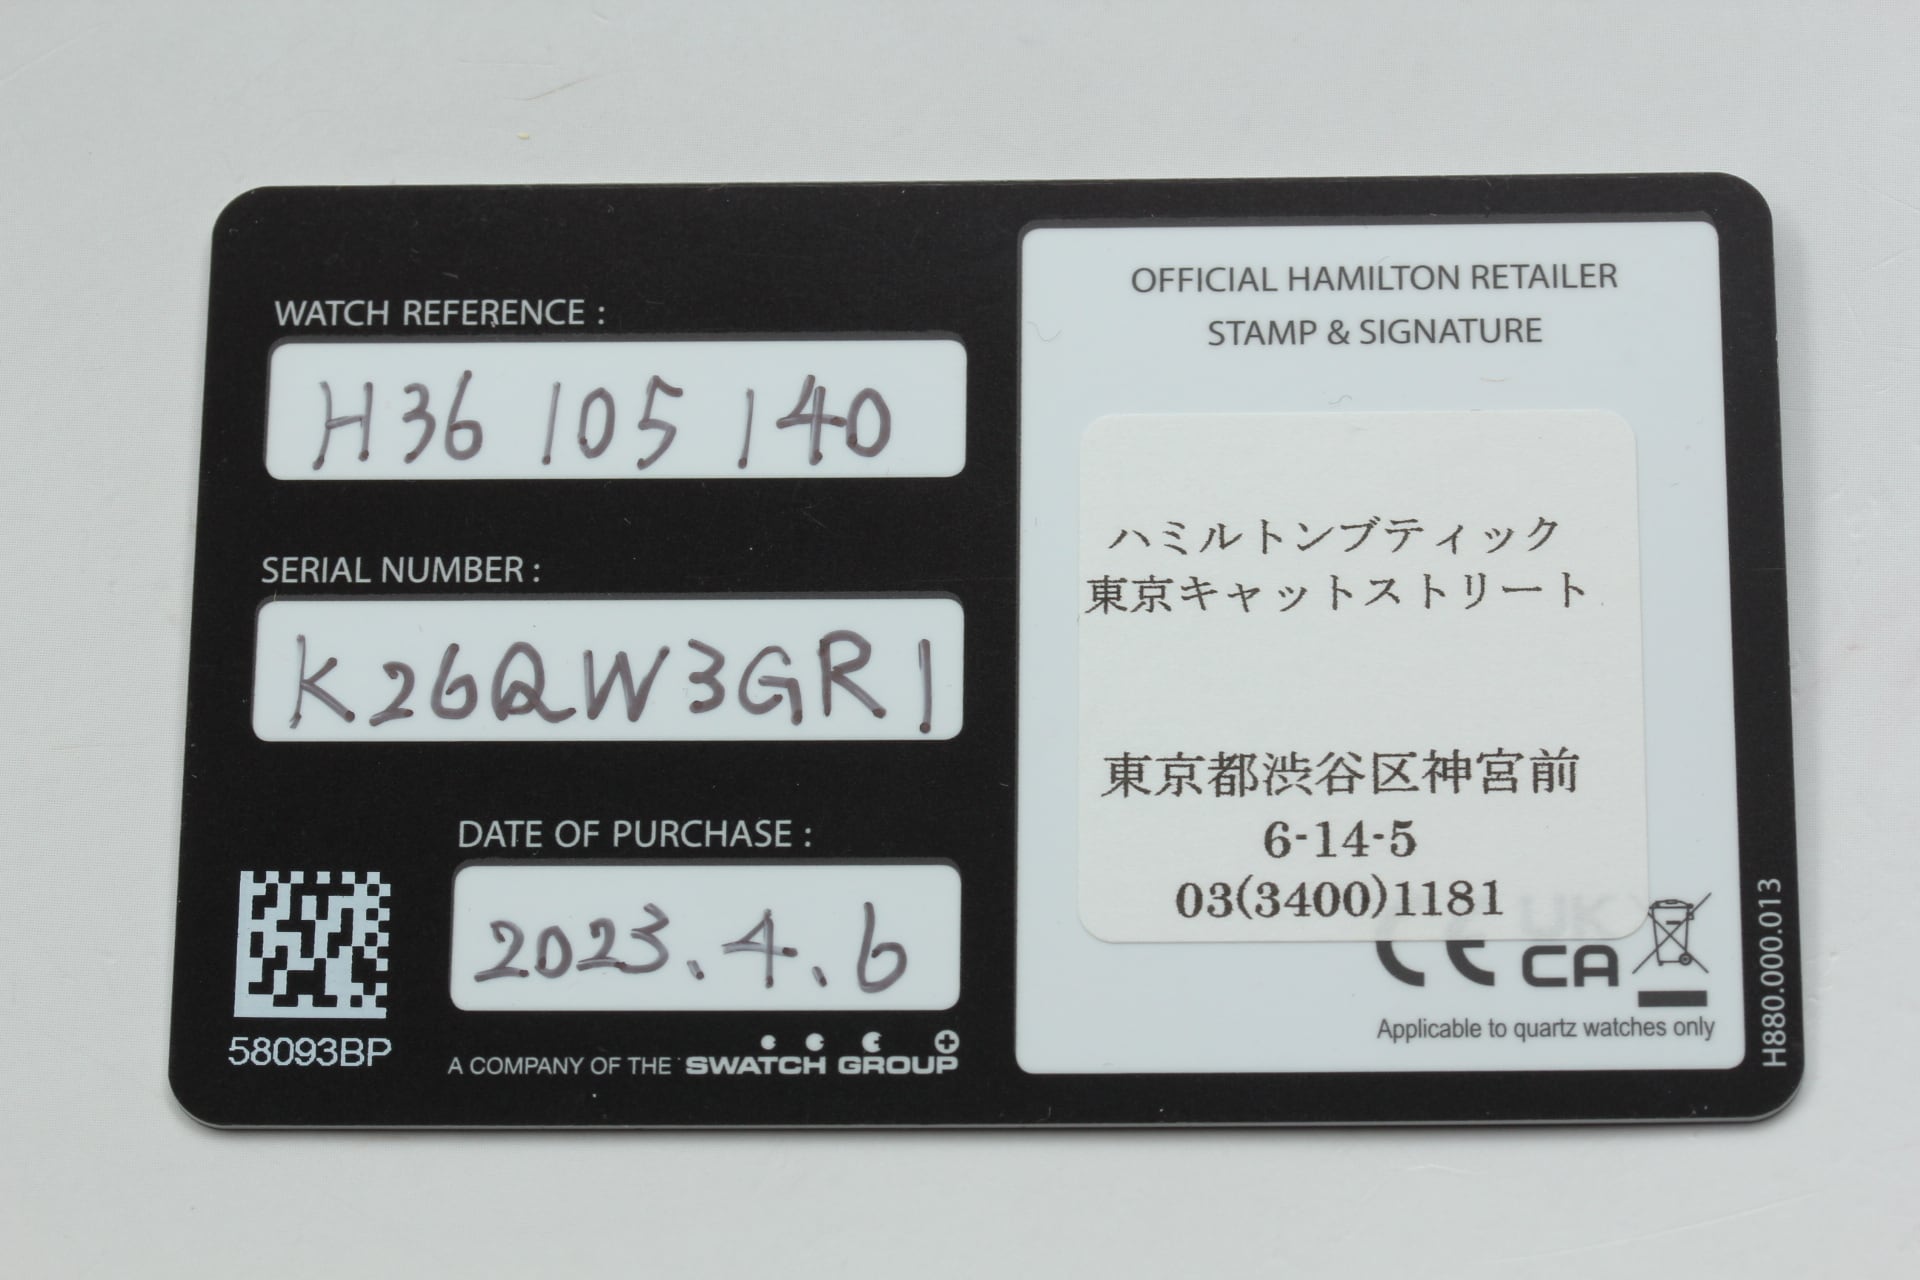 WATCH REFERENCE :
H36 105 140
SERIAL NUMBER :
K26QW3GR1
DATE OF PURCHASE :
2023.4.6
58093BP
A COMPANY OF THE SWATCH GROUP
OFFICIAL HAMILTON RETAILER
STAMP & SIGNATURE
ハミルトンブティック
東京キャットストリート
東京都渋谷区神宮前
6-14-5
03(3400)1181
CE UK
CA
Applicable to quartz watches only
H880.000.013